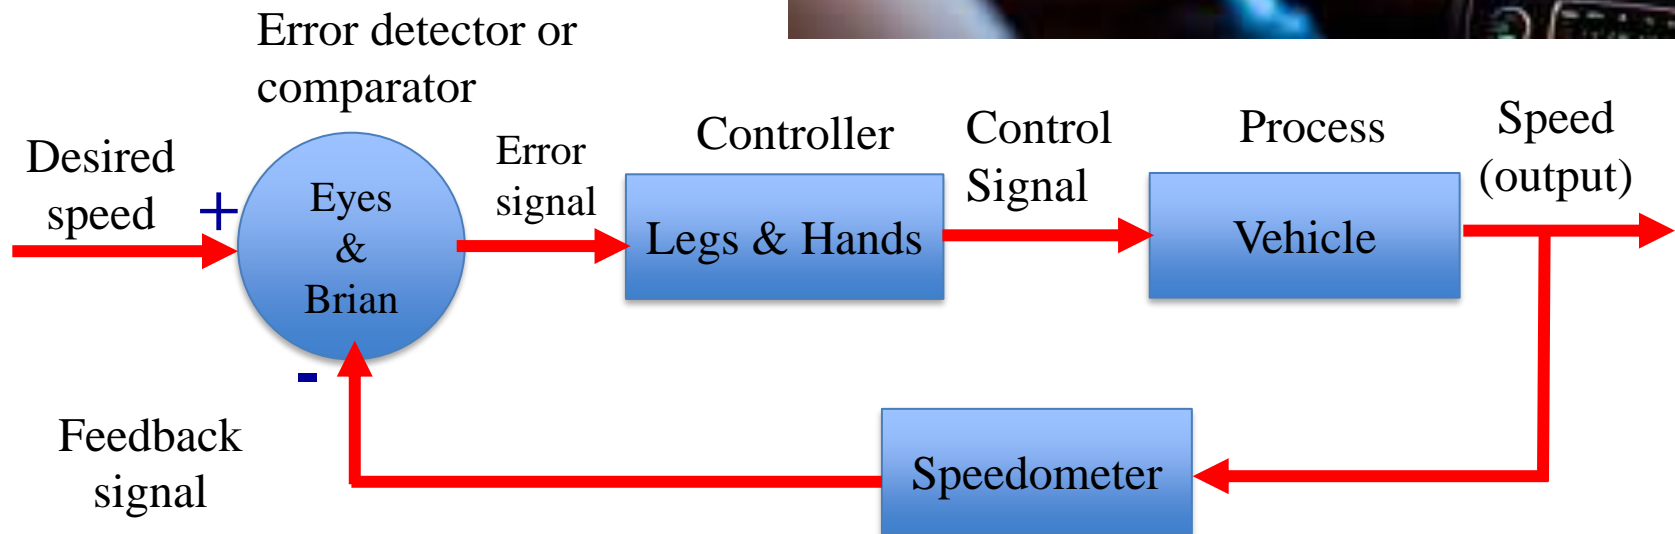 Error detector or
comparator
Desired
speed
+
Eyes
&
Brian
Error
signal
Controller
Legs & Hands
Control
Signal
Process
Vehicle
Speed
(output)
-
Feedback
signal
Speedometer